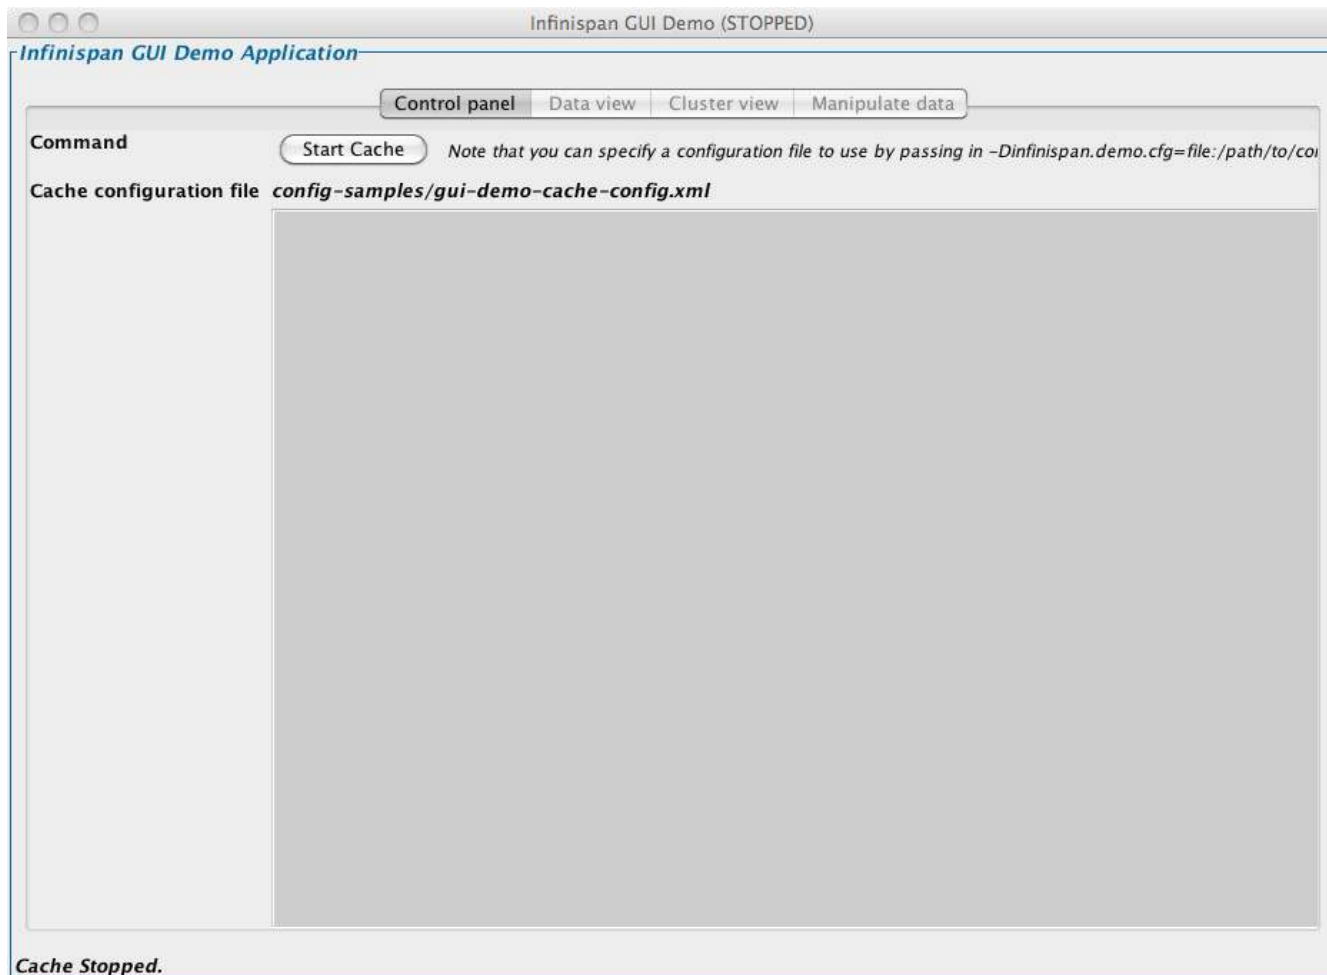 Infinispan GUI Demo (STOPPED)
Infinispan GUI Demo Application
Control panel Data view Cluster view Manipulate data
Command Start Cache Note that you can specify a configuration file to use by passing in -Dinfinispan.demo.cfg=file:/path/to/
Cache configuration file config-samples/gui-demo-cache-config.xml
Cache Stopped.